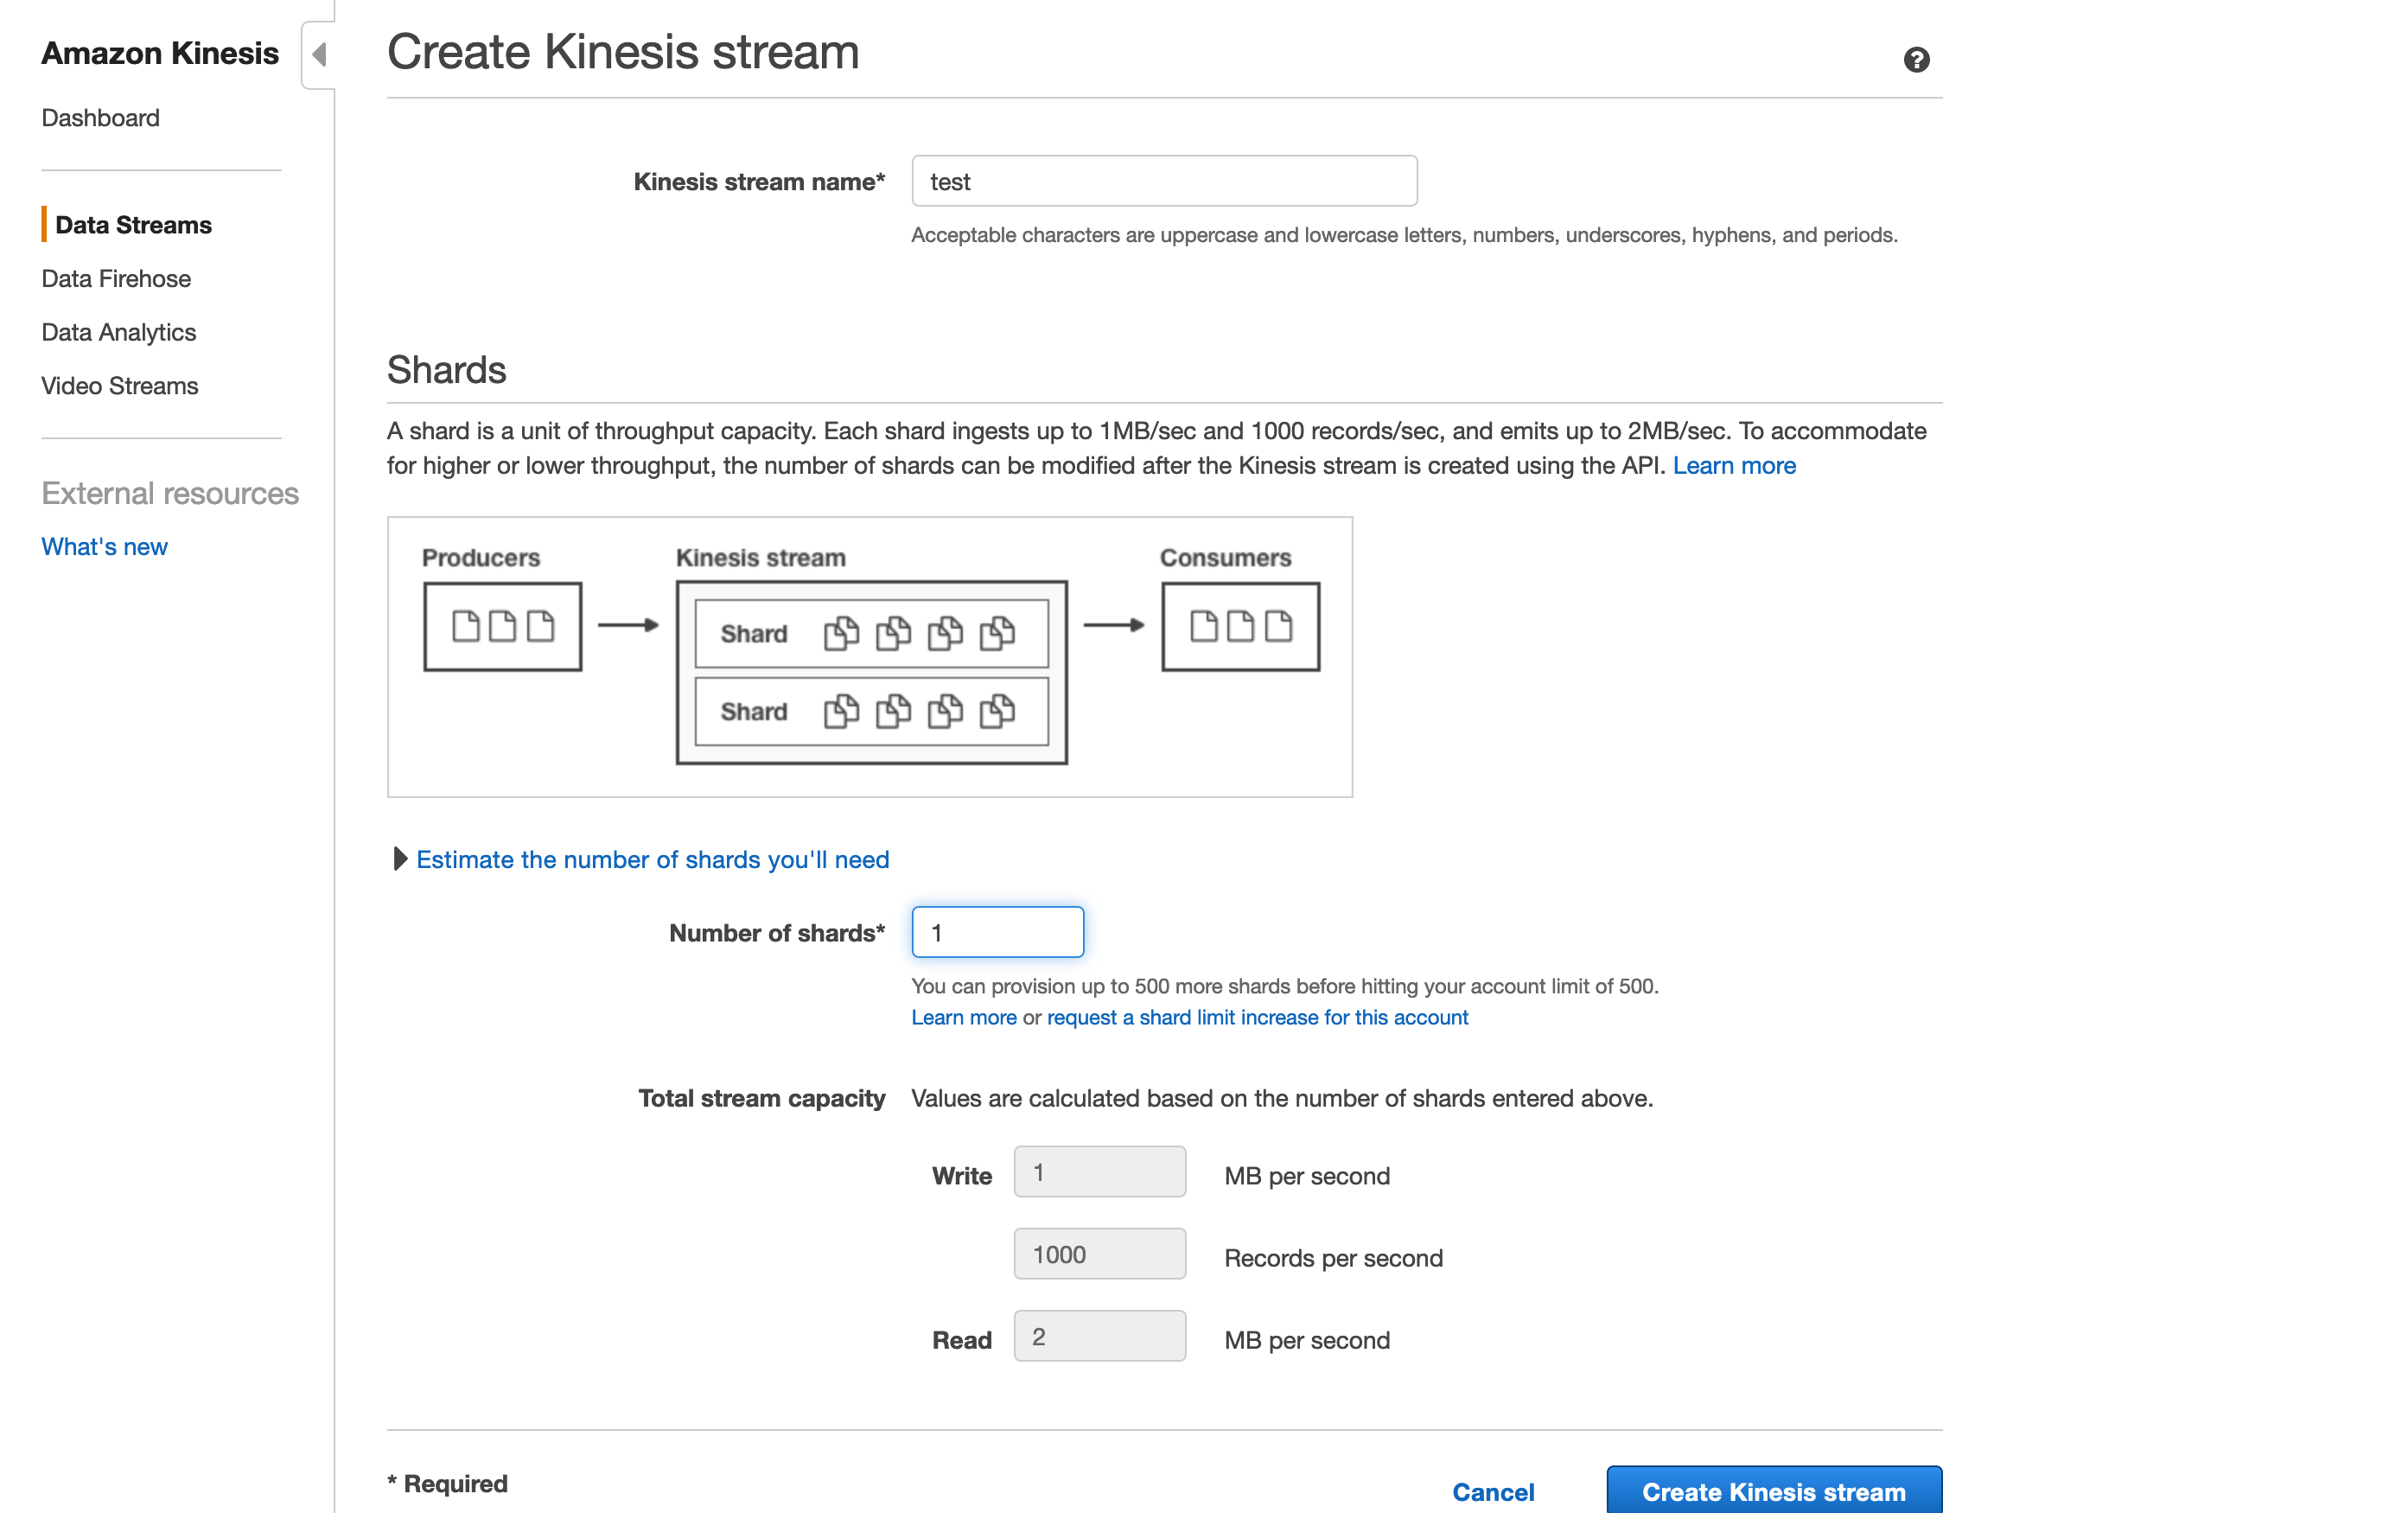 Amazon Kinesis
Dashboard
Data Streams
Data Firehose
Data Analytics
Video Streams
External resources
What's new
Create Kinesis stream
?
Kinesis stream name*
test
Acceptable characters are uppercase and lowercase letters, numbers, underscores, hyphens, and periods.
Shards
A shard is a unit of throughput capacity. Each shard ingests up to 1MB/sec and 1000 records/sec, and emits up to 2MB/sec. To accommodate
for higher or lower throughput, the number of shards can be modified after the Kinesis stream is created using the API. Learn more
Producers
Kinesis stream
Consumers
Shard
Shard
Estimate the number of shards you'll need
Number of shards*
1
You can provision up to 500 more shards before hitting your account limit of 500.
Learn more or request a shard limit increase for this account
Total stream capacity
Values are calculated based on the number of shards entered above.
Write
1
MB per second
1000
Records per second
Read
2
MB per second
* Required
Cancel
Create Kinesis stream